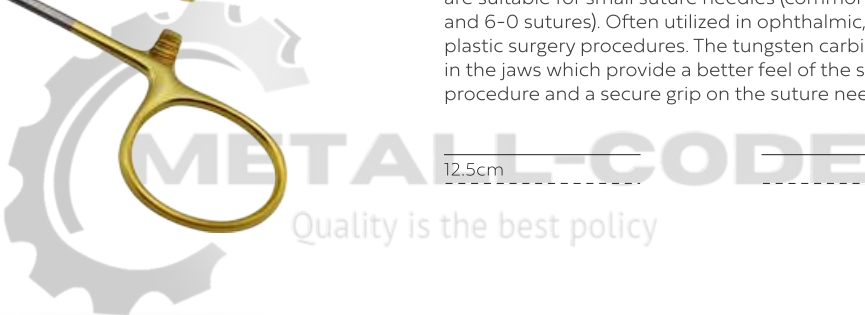 are suitable for small suture needles (common
and 6-0 sutures). Often utilized in ophthalmic,
plastic surgery procedures. The tungsten carbi
in the jaws which provide a better feel of the s
procedure and a secure grip on the suture nee
METALL-CODE
12.5cm
Quality is the best policy